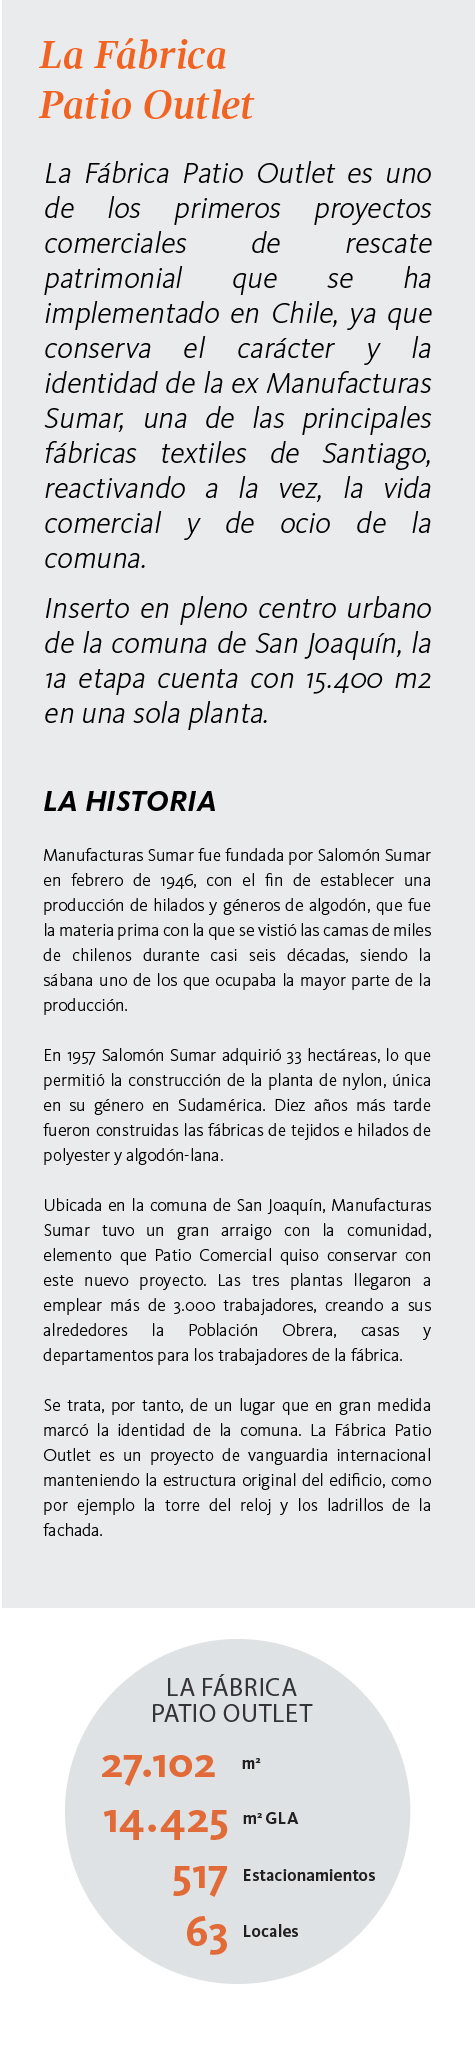 La Fábrica
Patio Outlet
La Fábrica Patio Outlet es uno
de los primeros proyectos
comerciales de rescate
patrimonial que se ha
implementado en Chile, ya que
conserva el carácter y la
identidad de la ex Manufacturas
Sumar, una de las principales
fábricas textiles de Santiago,
reactivando a la vez, la vida
comercial y de ocio de la
comuna.
Inserto en pleno centro urbano
de la comuna de San Joaquín, la
1a etapa cuenta con 15.400 m2
en una sola planta.
LA HISTORIA
Manufacturas Sumar fue fundada por Salomón Sumar
en febrero de 1946, con el fin de establecer una
producción de hilados y géneros de algodón, que fue
la materia prima con la que se vistió las camas de miles
de chilenos durante casi seis décadas, siendo la
sábana uno de los que ocupaba la mayor parte de la
producción.
En 1957 Salomón Sumar adquirió 33 hectáreas, lo que
permitió la construcción de la planta de nylon, única
en su género en Sudamérica. Diez años más tarde
fueron construidas las fábricas de tejidos e hilados de
polyester y algodón-lana.
Ubicada en la comuna de San Joaquín, Manufacturas
Sumar tuvo un gran arraigo con la comunidad,
elemento que Patio Comercial quiso conservar con
este nuevo proyecto. Las tres plantas llegaron a
emplear más de 3.000 trabajadores, creando a sus
alrededores la Población Obrera, casas y
departamentos para los trabajadores de la fábrica.
Se trata, por tanto, de un lugar que en gran medida
marcó la identidad de la comuna. La Fábrica Patio
Outlet es un proyecto de vanguardia internacional
manteniendo la estructura original del edificio, como
por ejemplo la torre del reloj y los ladrillos de la
fachada.
LA FÁBRICA
PATIO OUTLET
27.102 m²
14.425 m² GLA
517 Estacionamientos
63 Locales